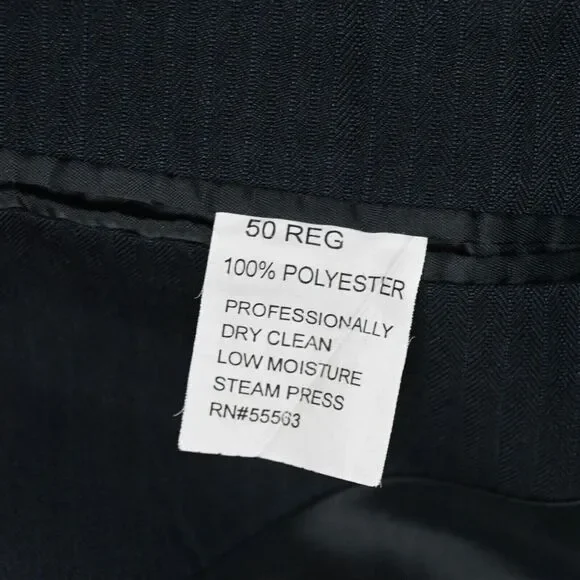 50 REG
100% POLYESTER
PROFESSIONALLY
DRY CLEAN
LOW MOISTURE
STEAM PRESS
RN#55563